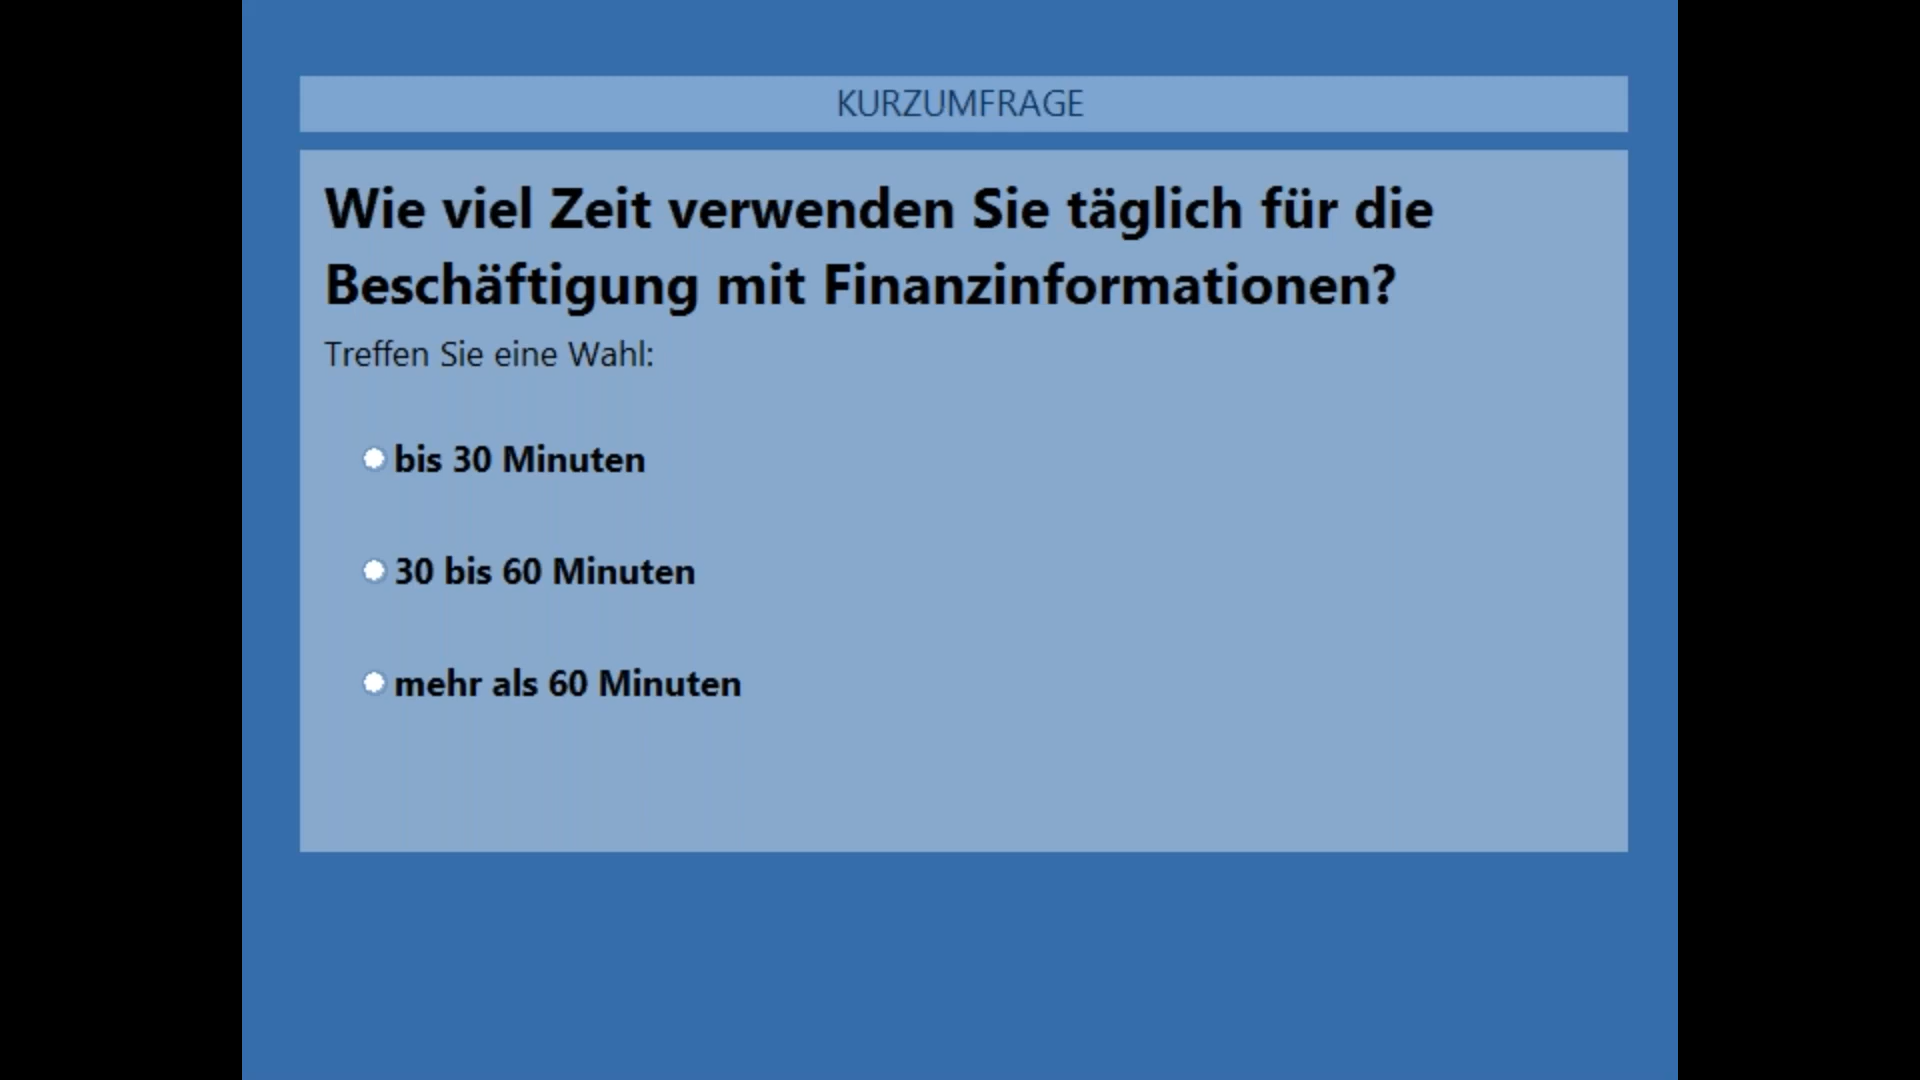 KURZUMFRAGE
Wie viel Zeit verwenden Sie täglich für die
Beschäftigung mit Finanzinformationen?
Treffen Sie eine Wahl:
bis 30 Minuten
30 bis 60 Minuten
mehr als 60 Minuten